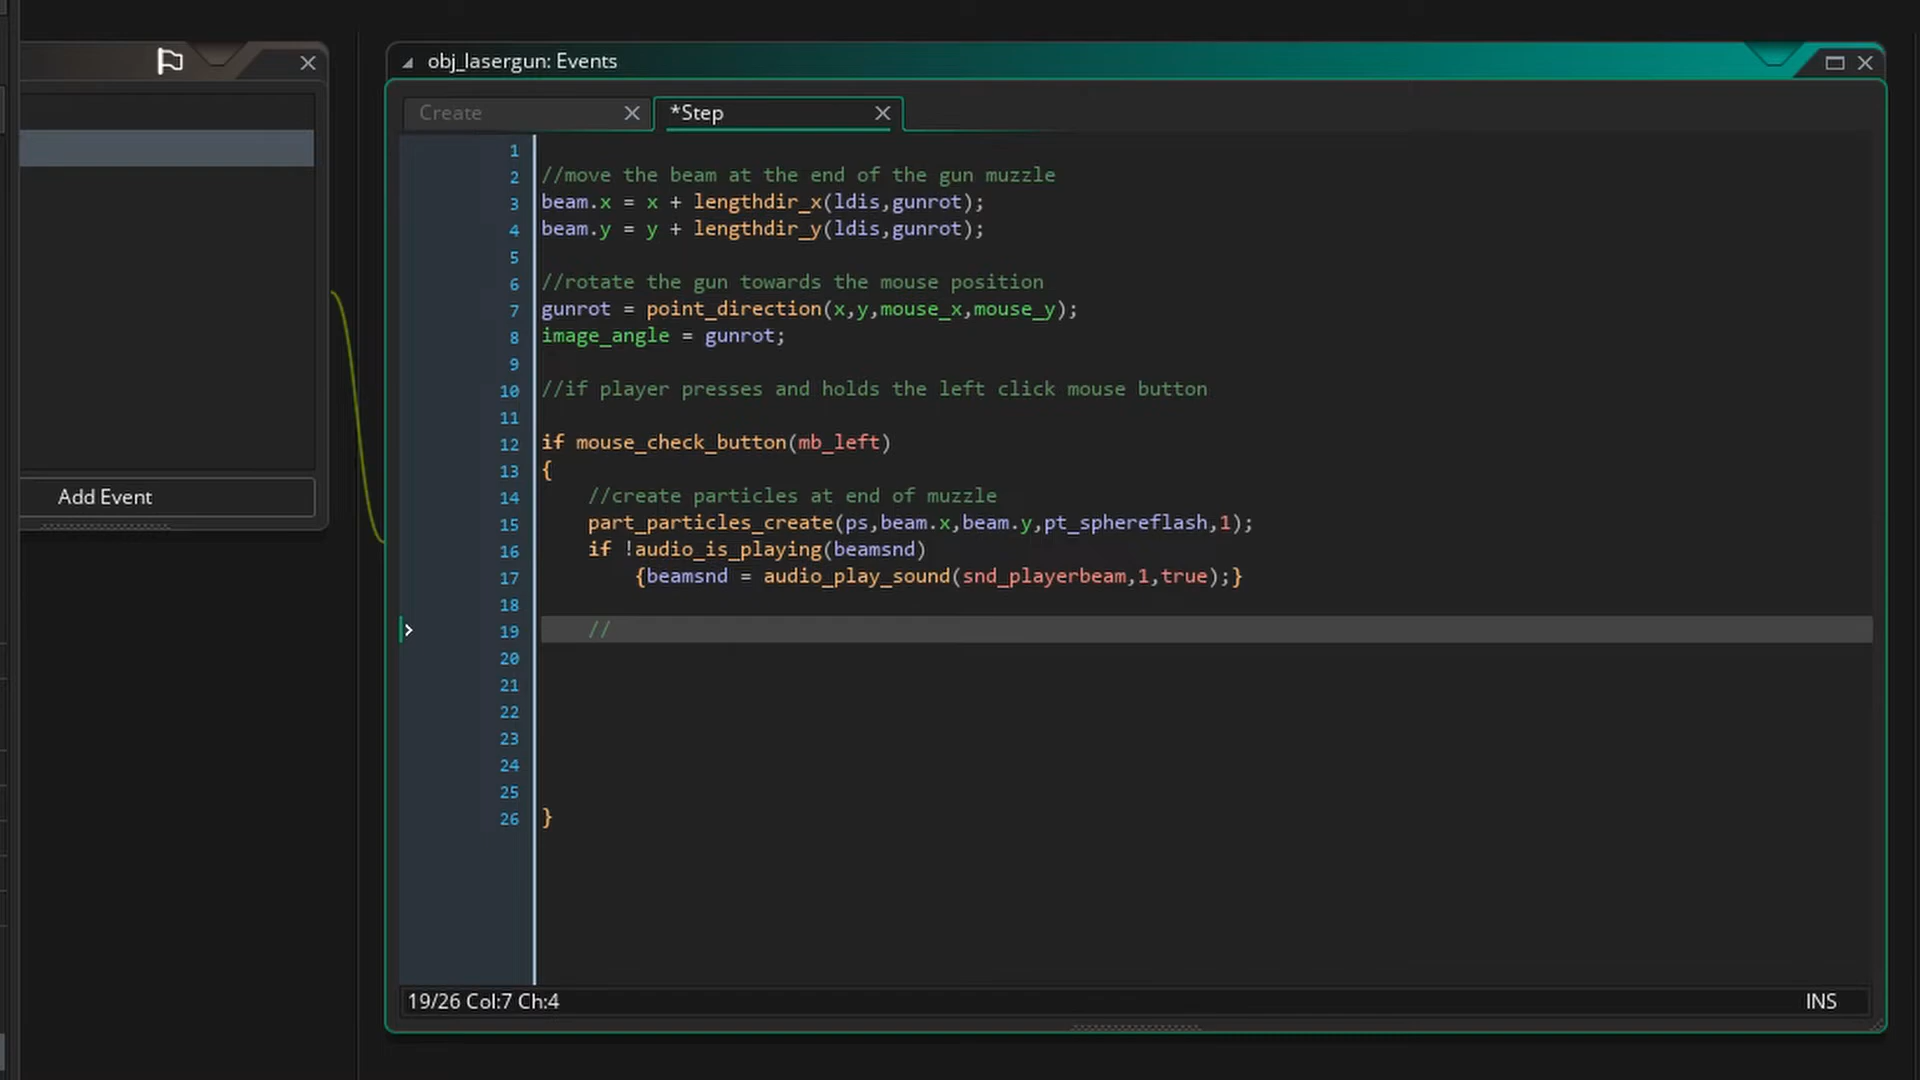 obj_lasergun: Events
Create
*Step
1
2 //move the beam at the end of the gun muzzle
3 beam.x = x + lengthdir_x(ldis,gunrot);
4 beam.y = y + lengthdir_y(ldis,gunrot);
5
6 //rotate the gun towards the mouse position
7 gunrot = point_direction(x,y,mouse_x,mouse_y);
8 image_angle = gunrot;
9
10 //if player presses and holds the left click mouse button
11
12 if mouse_check_button(mb_left)
13 {
14 //create particles at end of muzzle
15 part_particles_create(ps,beam.x,beam.y,pt_sphereflash,1);
16 if !audio_is_playing(beamsnd)
17 {beamsnd = audio_play_sound(snd_playerbeam,1,true);}
18
19 //
20
21
22
23
24
25
26 }
Add Event
19/26 Col:7 Ch:4
INS